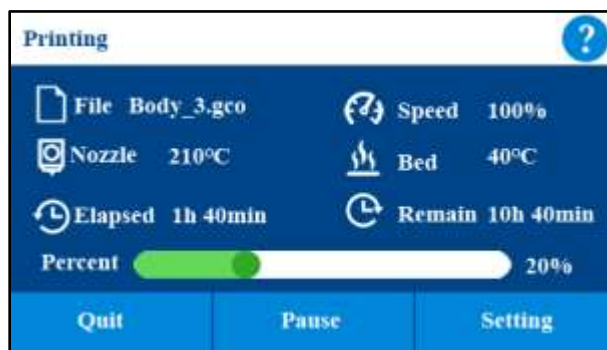 Printing ?
File Body_3.gco Speed 100%
Nozzle 210°C Bed 40°C
Elapsed 1h 40min Remain 10h 40min
Percent 20%
Quit Pause Setting